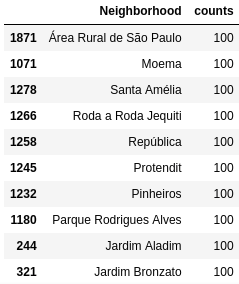 Neighborhood counts
1871 Área Rural de São Paulo 100
1071 Moema 100
1278 Santa Amélia 100
1266 Roda a Roda Jequiti 100
1258 República 100
1245 Protendit 100
1232 Pinheiros 100
1180 Parque Rodrigues Alves 100
244 Jardim Aladim 100
321 Jardim Bronzato 100